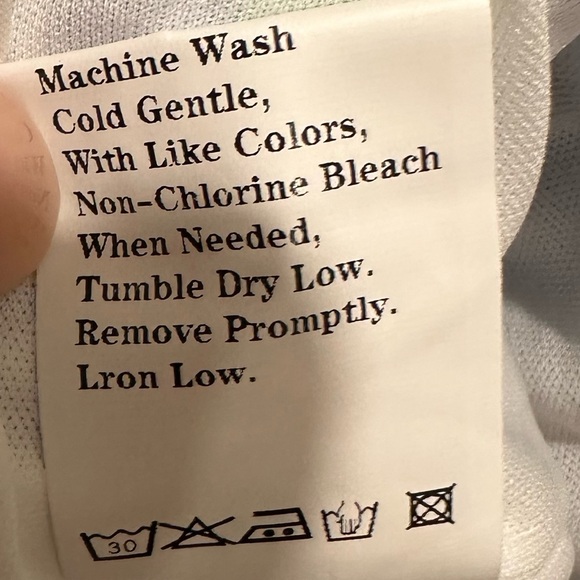 Machine Wash
Cold Gentle,
With Like Colors,
Non-Chlorine Bleach
When Needed,
Tumble Dry Low.
Remove Promptly.
Lron Low.
30